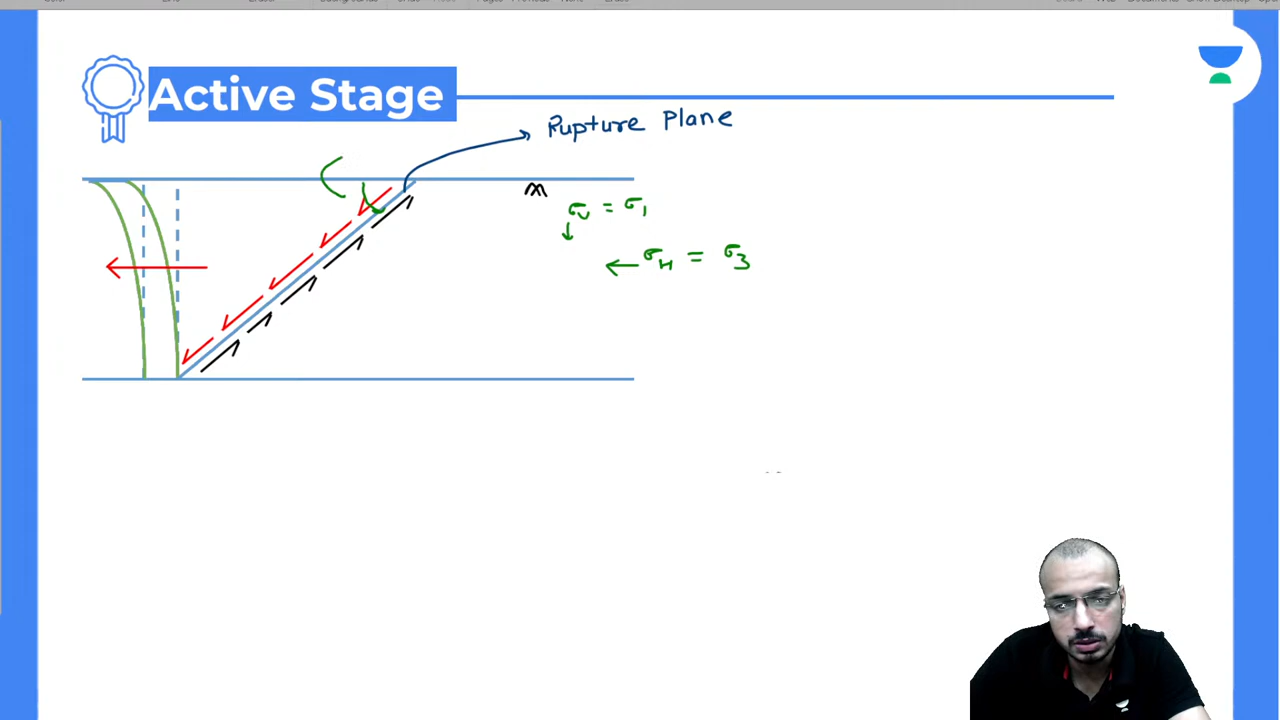 Active Stage
Rupture Plane
σv = σ1
σH = σ3